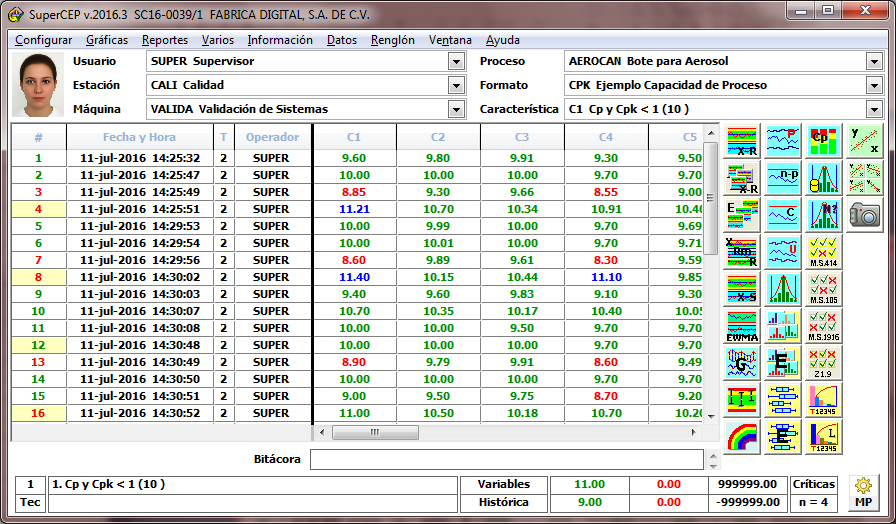 SuperCEP v.2016.3 SC16-0039/1 FABRICA DIGITAL, S.A. DE C.V.
Configurar Gráficas Reportes Varios Información Datos Renglón Ventana Ayuda
Usuario SUPER Supervisor Proceso AEROCAN Bote para Aerosol
Estación CALI Calidad Formato CPK Ejemplo Capacidad de Proceso
Máquina VALIDA Validación de Sistemas Característica C1 Cp y Cpk < 1 (10 )
# Fecha y Hora T Operador C1 C2 C3 C4 C5
1 11-jul-2016 14:25:32 2 SUPER 9.60 9.80 9.91 9.30 9.50
2 11-jul-2016 14:25:47 2 SUPER 10.00 10.00 10.00 9.70 9.70
3 11-jul-2016 14:25:49 2 SUPER 8.85 9.30 9.66 8.55 9.00
4 11-jul-2016 14:25:51 2 SUPER 11.21 10.70 10.34 10.91 10.40
5 11-jul-2016 14:29:53 2 SUPER 10.00 9.99 10.00 9.70 9.69
6 11-jul-2016 14:29:54 2 SUPER 10.00 10.01 10.00 9.70 9.71
7 11-jul-2016 14:29:56 2 SUPER 8.60 9.89 9.61 8.30 9.59
8 11-jul-2016 14:30:02 2 SUPER 11.40 10.15 10.44 11.10 9.85
9 11-jul-2016 14:30:03 2 SUPER 9.40 9.60 9.83 9.10 9.30
10 11-jul-2016 14:30:07 2 SUPER 10.70 10.35 10.17 10.40 10.05
11 11-jul-2016 14:30:08 2 SUPER 10.00 10.00 9.50 9.70 9.70
12 11-jul-2016 14:30:48 2 SUPER 10.00 10.00 10.00 9.70 9.70
13 11-jul-2016 14:30:49 2 SUPER 8.90 9.79 9.91 8.60 9.49
14 11-jul-2016 14:30:50 2 SUPER 10.00 10.00 10.00 9.70 9.70
15 11-jul-2016 14:30:51 2 SUPER 9.00 9.50 9.75 8.70 9.20
16 11-jul-2016 14:30:52 2 SUPER 11.00 10.50 10.18 10.70 10.20
X-R P Cp y x
X-R n-p
E C N?
X Rm R U M.S.414
X-S M.S.105
EWMA M.S.1916
G E Z1.9
T12345
E L T12345
Bitácora
1 1. Cp y Cpk < 1 (10 ) Variables 11.00 0.00 999999.00 Críticas
Tec Histórica 9.00 0.00 -999999.00 n = 4 MP